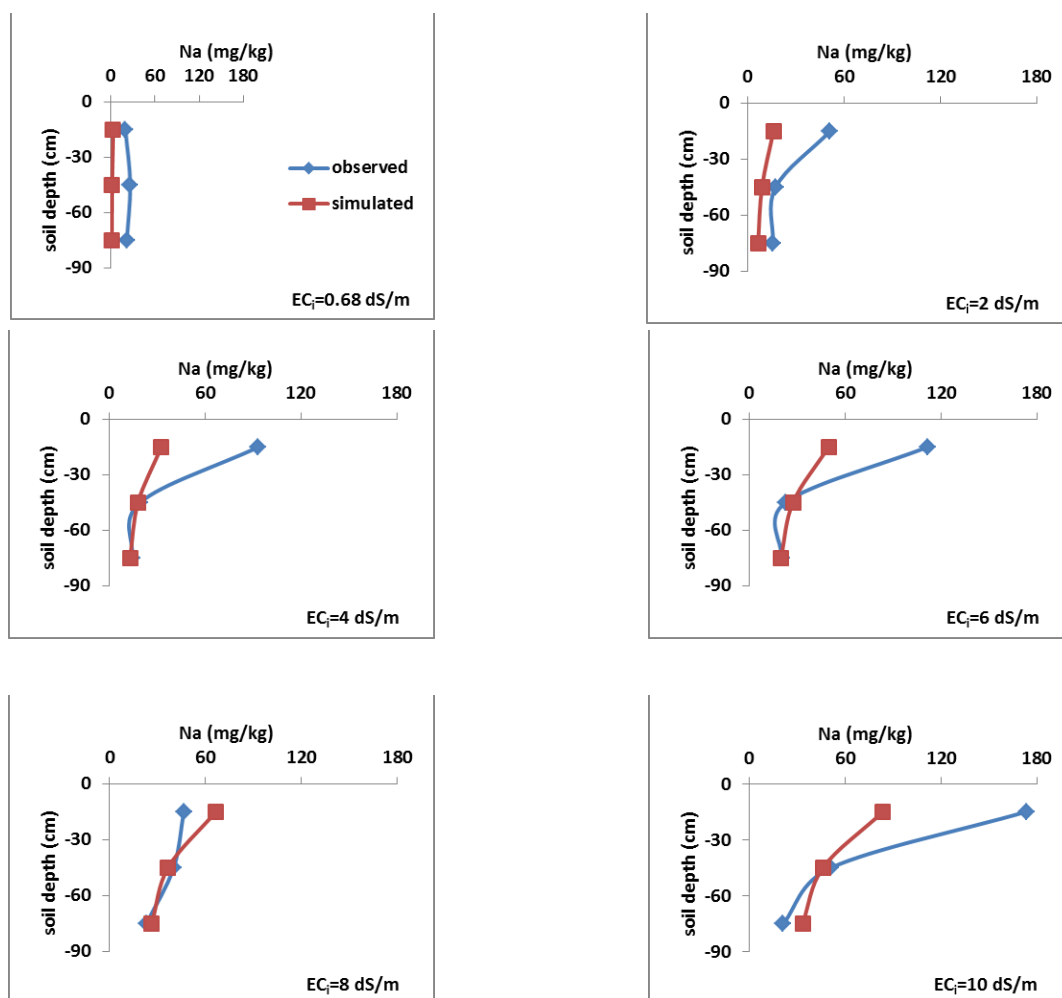 Na (mg/kg)
0 60 120 180
0
-30
-60
-90
soil depth (cm)
observed
simulated
ECi=0.68 dS/m
Na (mg/kg)
0 60 120 180
0
-30
-60
-90
soil depth (cm)
ECi=2 dS/m
Na (mg/kg)
0 60 120 180
0
-30
-60
-90
soil depth (cm)
ECi=4 dS/m
Na (mg/kg)
0 60 120 180
0
-30
-60
-90
soil depth (cm)
ECi=6 dS/m
Na (mg/kg)
0 60 120 180
0
-30
-60
-90
soil depth (cm)
ECi=8 dS/m
Na (mg/kg)
0 60 120 180
0
-30
-60
-90
soil depth (cm)
ECi=10 dS/m